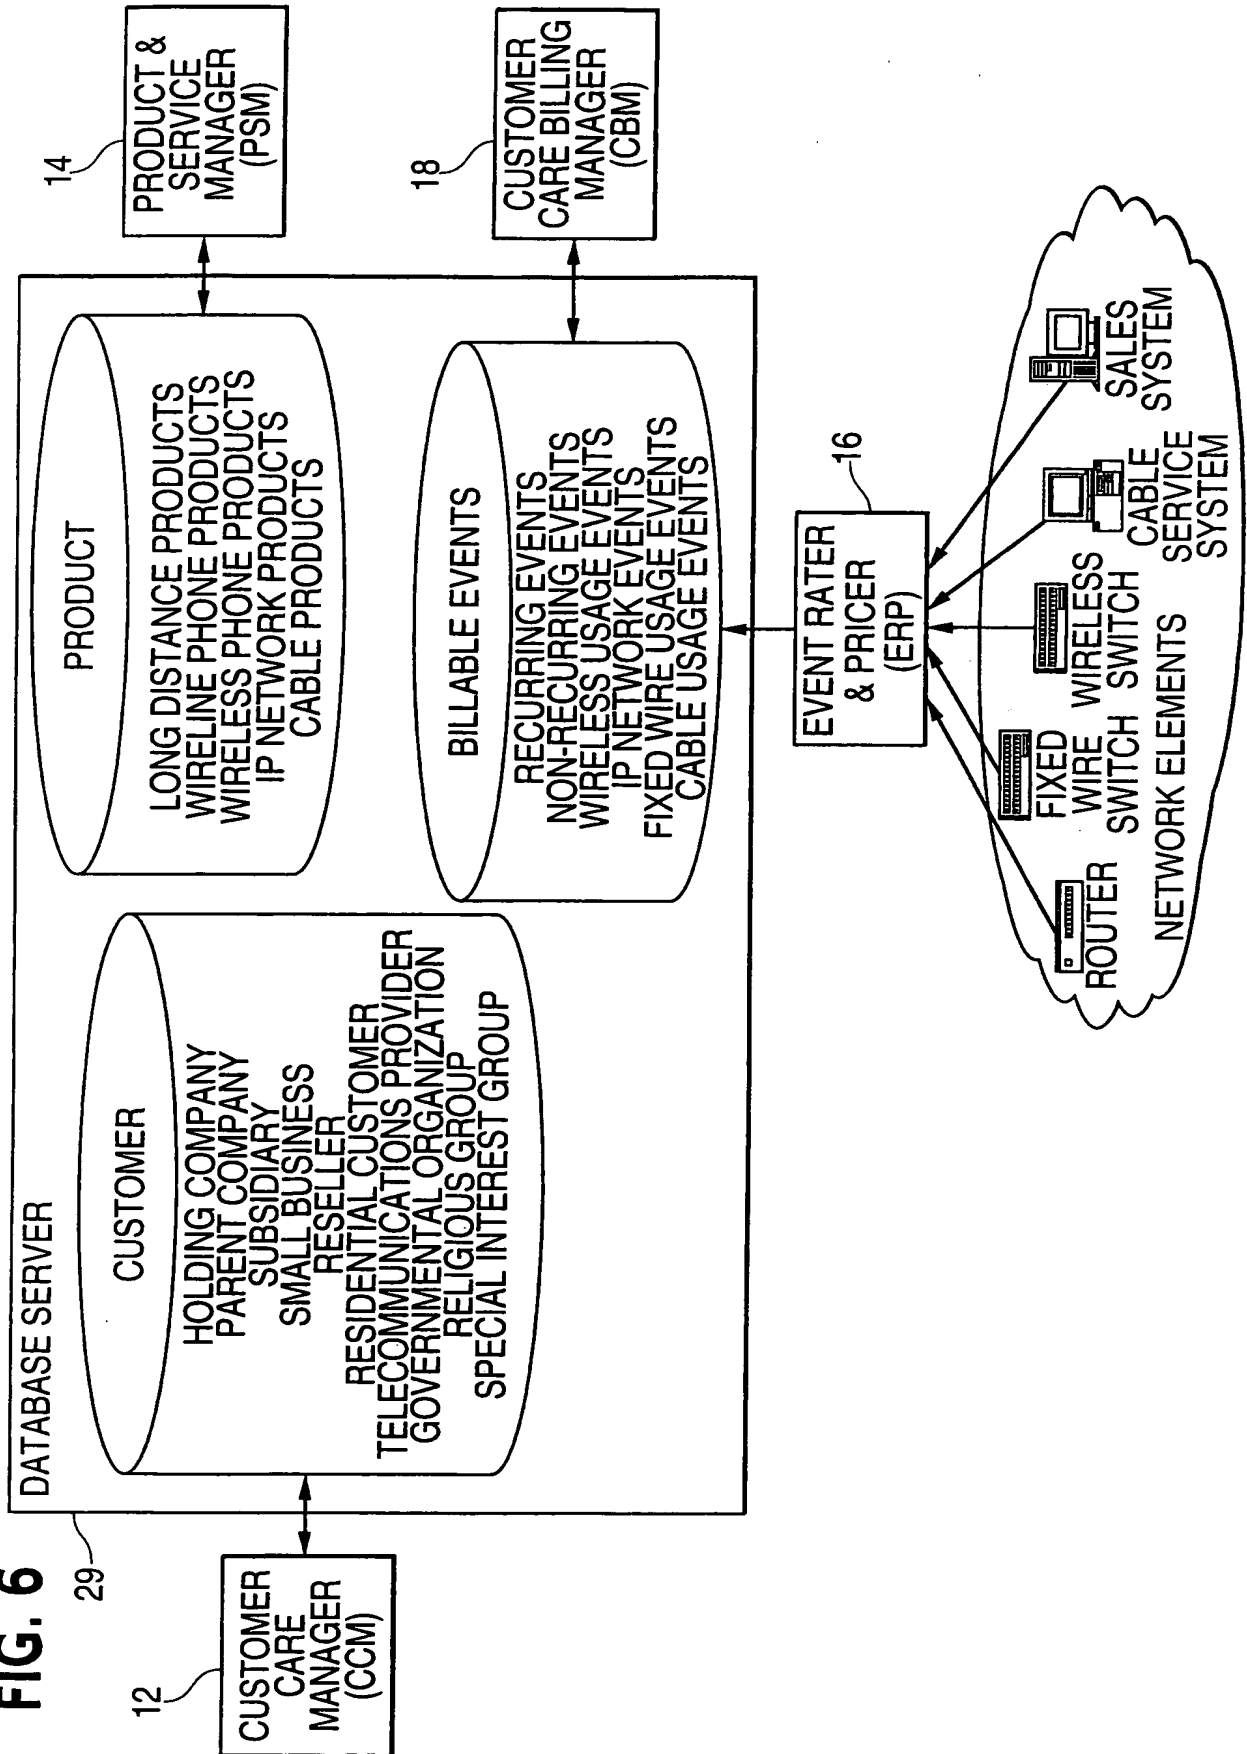 FIG. 6
DATABASE SERVER
29
12
CUSTOMER
CARE
MANAGER
(CCM)
CUSTOMER
HOLDING COMPANY
PARENT COMPANY
SUBSIDIARY
SMALL BUSINESS
RESELLER
RESIDENTIAL CUSTOMER
TELECOMMUNICATIONS PROVIDER
GOVERNMENTAL ORGANIZATION
RELIGIOUS GROUP
SPECIAL INTEREST GROUP
PRODUCT
LONG DISTANCE PRODUCTS
WIRELINE PHONE PRODUCTS
WIRELESS PHONE PRODUCTS
IP NETWORK PRODUCTS
CABLE PRODUCTS
14
PRODUCT &
SERVICE
MANAGER
(PSM)
BILLABLE EVENTS
RECURRING EVENTS
NON-RECURRING EVENTS
WIRELESS USAGE EVENTS
IP NETWORK EVENTS
FIXED WIRE USAGE EVENTS
CABLE USAGE EVENTS
18
CUSTOMER
CARE BILLING
MANAGER
(CBM)
16
EVENT RATER
& PRICER
(ERP)
ROUTER
FIXED
WIRE
SWITCH
WIRELESS
SWITCH
CABLE
SERVICE
SYSTEM
SALES
SYSTEM
NETWORK ELEMENTS